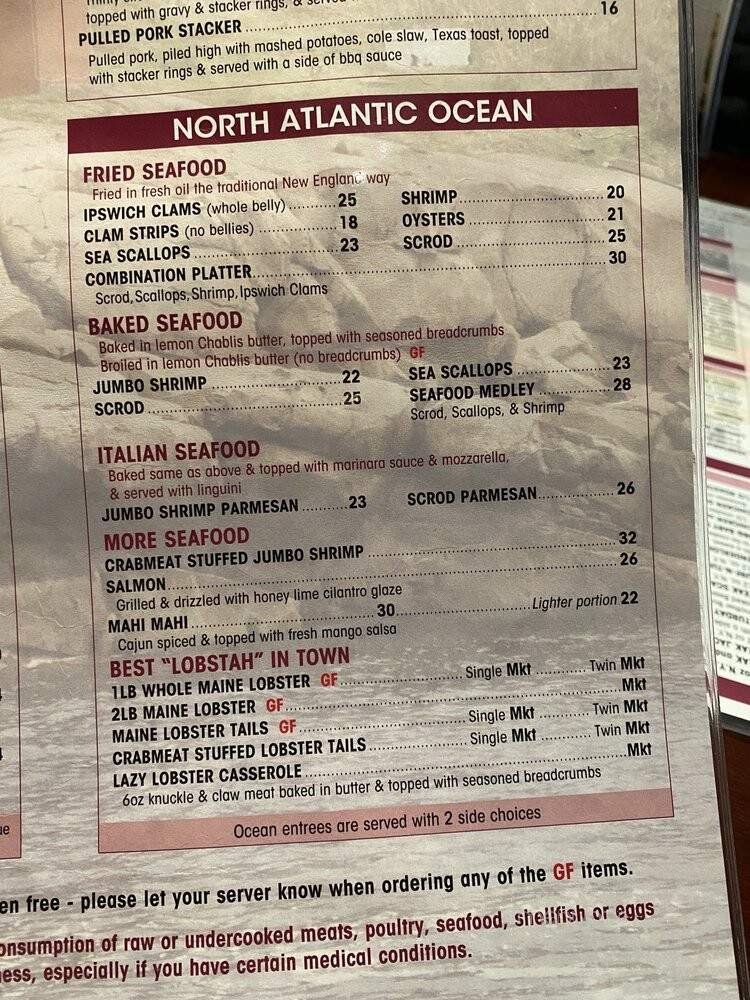 topped with gravy & stacker rings, & served
PULLED PORK STACKER 16
Pulled pork, piled high with mashed potatoes, cole slaw, Texas toast, topped
with stacker rings & served with a side of bbq sauce
NORTH ATLANTIC OCEAN
FRIED SEAFOOD
Fried in fresh oil the traditional New England way
IPSWICH CLAMS (whole belly) 25
CLAM STRIPS (no bellies) 18
SEA SCALLOPS 23
SHRIMP 20
OYSTERS 21
SCROD 25
COMBINATION PLATTER 30
Scrod, Scallops, Shrimp, Ipswich Clams
BAKED SEAFOOD
Baked in lemon Chablis butter, topped with seasoned breadcrumbs
Broiled in lemon Chablis butter (no breadcrumbs) GF
JUMBO SHRIMP 22
SCROD 25
SEA SCALLOPS 23
SEAFOOD MEDLEY 28
Scrod, Scallops, & Shrimp
ITALIAN SEAFOOD
Baked same as above & topped with marinara sauce & mozzarella,
& served with linguini
JUMBO SHRIMP PARMESAN 23
SCROD PARMESAN 26
MORE SEAFOOD
CRABMEAT STUFFED JUMBO SHRIMP 32
SALMON 26
Grilled & drizzled with honey lime cilantro glaze
MAHI MAHI 30 Lighter portion 22
Cajun spiced & topped with fresh mango salsa
BEST "LOBSTAH" IN TOWN
1LB WHOLE MAINE LOBSTER GF Single Mkt Twin Mkt
2LB MAINE LOBSTER GF Mkt
MAINE LOBSTER TAILS GF Single Mkt Twin Mkt
CRABMEAT STUFFED LOBSTER TAILS Single Mkt Twin Mkt
LAZY LOBSTER CASSEROLE Mkt
6oz knuckle & claw meat baked in butter & topped with seasoned breadcrumbs
Ocean entrees are served with 2 side choices
en free - please let your server know when ordering any of the GF items.
onsumption of raw or undercooked meats, poultry, seafood, shellfish or eggs
ess, especially if you have certain medical conditions.